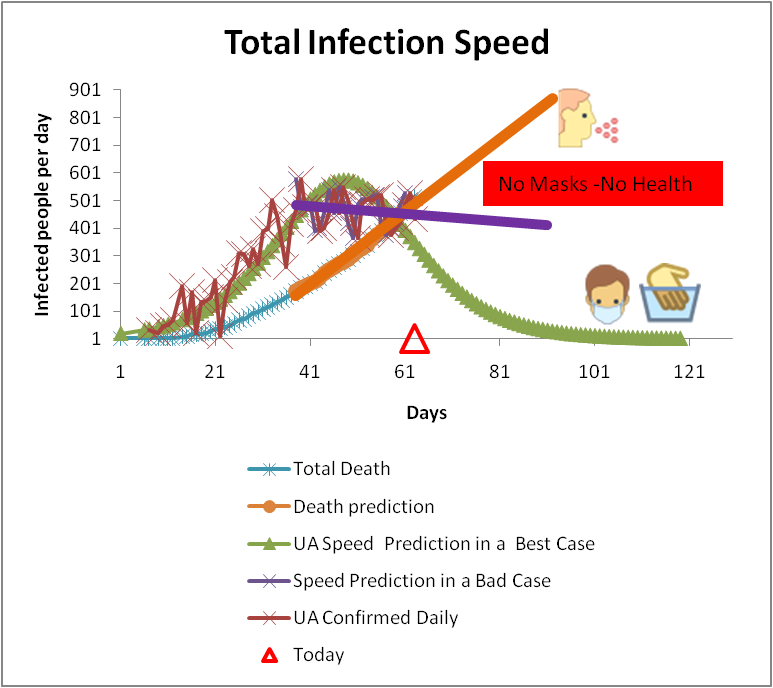 Total Infection Speed
901
801
701
601
501
401
301
201
101
1
Infected people per day
No Masks -No Health
1 21 41 61 81 101 121
Days
Total Death
Death prediction
UA Speed  Prediction in a  Best Case
Speed Prediction in a Bad Case
UA Confirmed Daily
Today